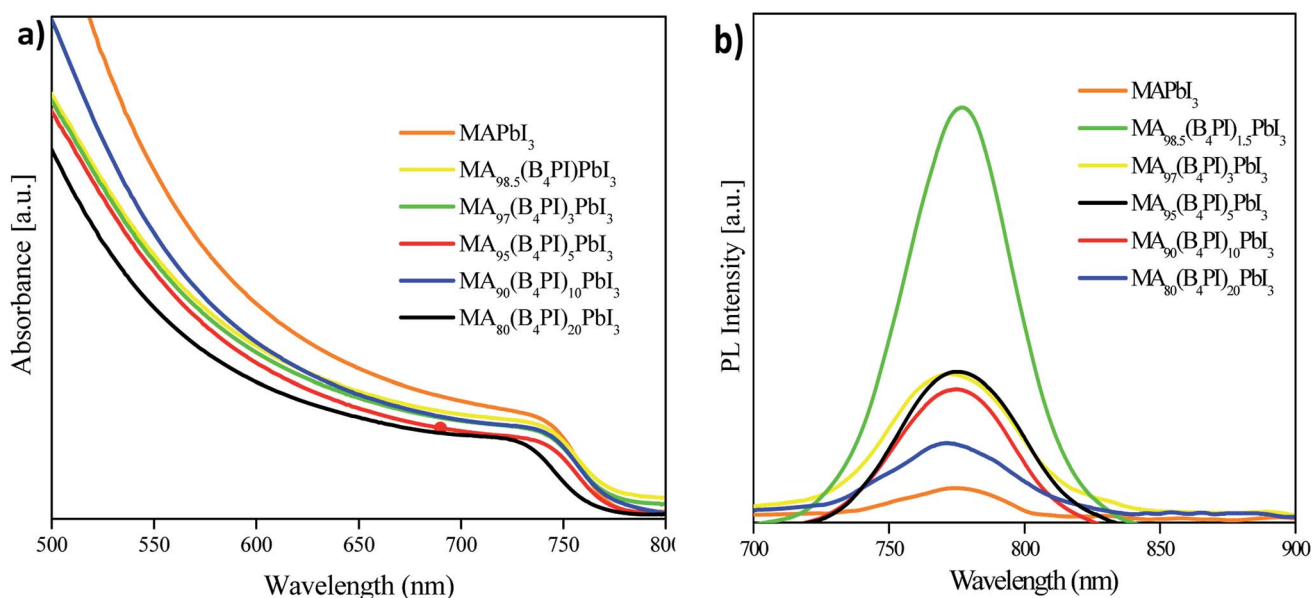 a)
Absorbance [a.u.]
MAPbI₃
MA₉₈.₅(B₄PI)PbI₃
MA₉₇(B₄PI)₃PbI₃
MA₉₅(B₄PI)₅PbI₃
MA₉₀(B₄PI)₁₀PbI₃
MA₈₀(B₄PI)₂₀PbI₃
500 550 600 650 700 750 800
Wavelength (nm)
b)
PL Intensity [a.u.]
MAPbI₃
MA₉₈.₅(B₄PI)₁.₅PbI₃
MA₉₇(B₄PI)₃PbI₃
MA₉₅(B₄PI)₅PbI₃
MA₉₀(B₄PI)₁₀PbI₃
MA₈₀(B₄PI)₂₀PbI₃
700 750 800 850 900
Wavelength (nm)